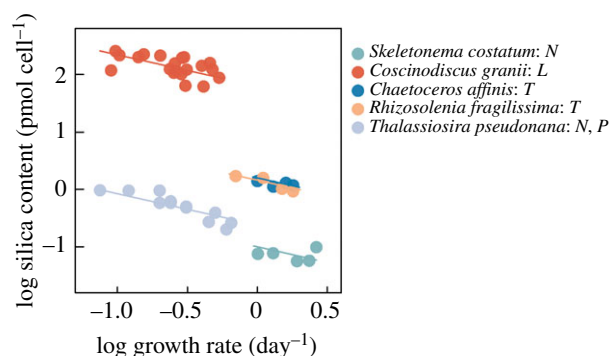 log silica content (pmol cell⁻¹)
2
1
0
−1
−1.0 −0.5 0 0.5
log growth rate (day⁻¹)
Skeletonema costatum: N
Coscinodiscus granii: L
Chaetoceros affinis: T
Rhizosolenia fragilissima: T
Thalassiosira pseudonana: N, P